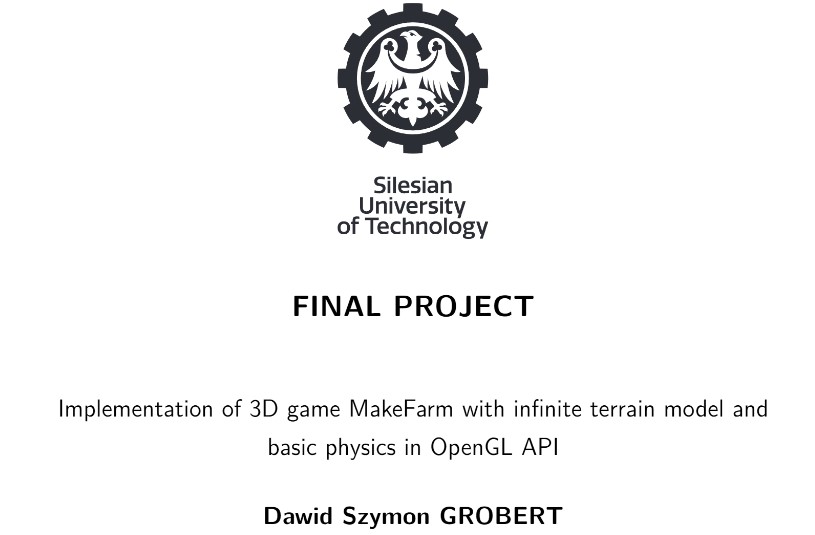 Silesian
University
of Technology
FINAL PROJECT
Implementation of 3D game MakeFarm with infinite terrain model and
basic physics in OpenGL API
Dawid Szymon GROBERT